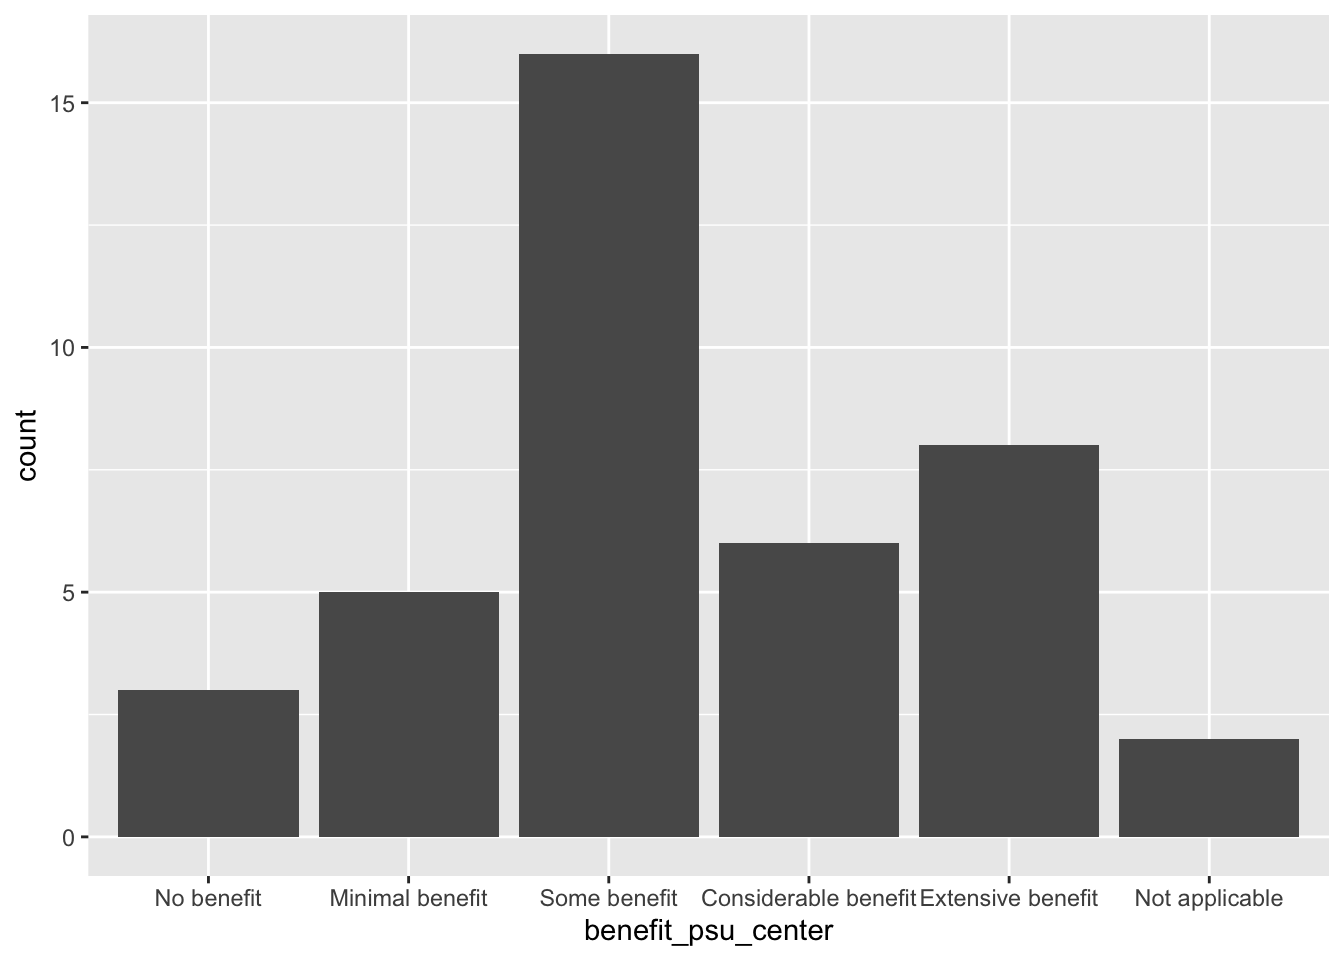 15
10
5
0
count
No benefit Minimal benefit Some benefit Considerable benefit Extensive benefit Not applicable
benefit_psu_center